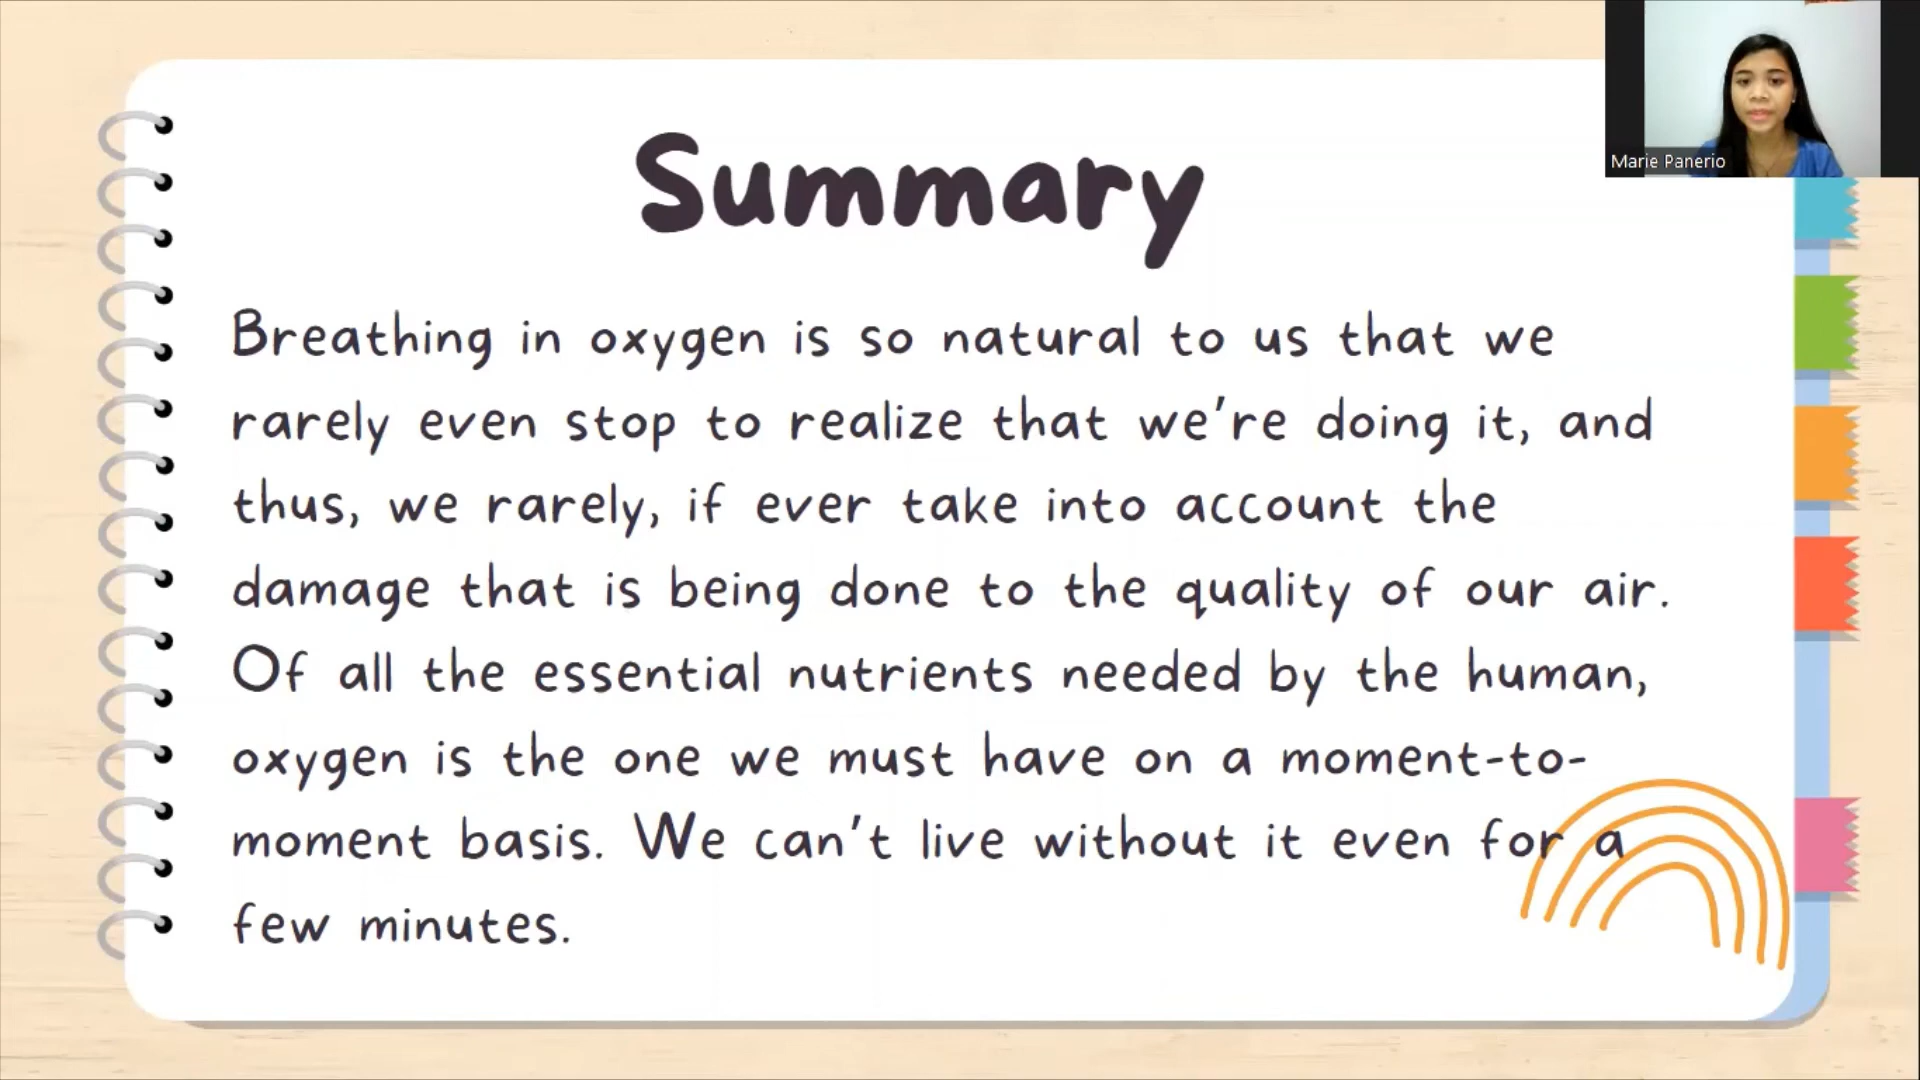 Summary
Breathing in oxygen is so natural to us that we
rarely even stop to realize that we're doing it, and
thus, we rarely, if ever take into account the
damage that is being done to the quality of our air.
Of all the essential nutrients needed by the human,
oxygen is the one we must have on a moment-to-
moment basis. We can't live without it even for a
few minutes.
Marie Panerio